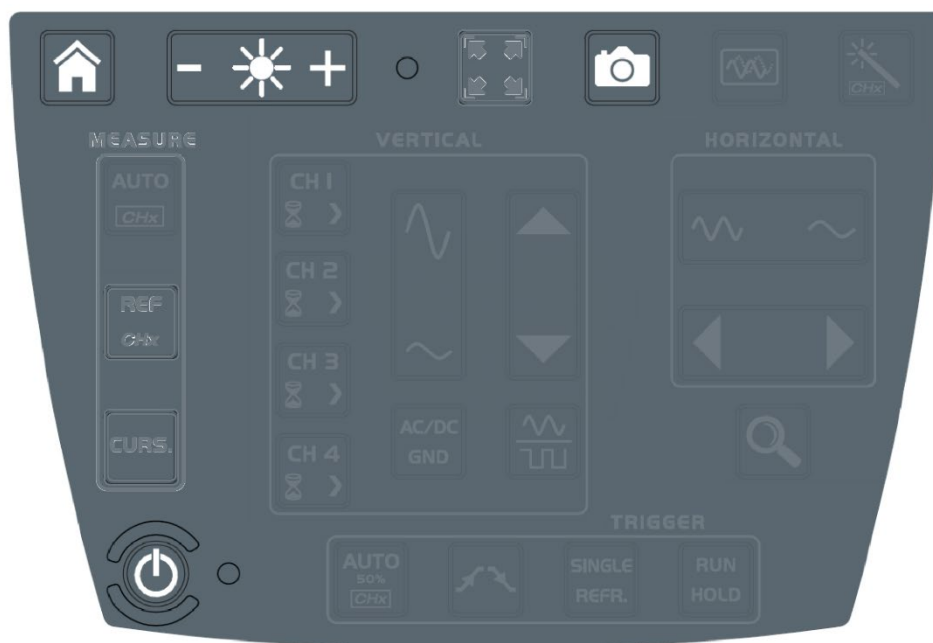 CHx
MEASURE
VERTICAL
HORIZONTAL
AUTO
CHx
CH 1
CH 2
REF
CHx
CH 3
AC/DC
GND
CURS.
CH 4
TRIGGER
AUTO
50%
CHx
SINGLE
REFR.
RUN
HOLD